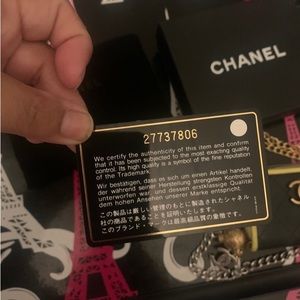 CHANEL
27737806
We certify the authenticity of this item and confirm
that it has been subjected to the most exacting quality
control. Its high quality is a symbol of the fine reputation
of the Trademark.
Wir bestätigen, dass es sich um einen Artikel handelt,
der während seiner Herstellung strengsten Kontrollen
unterworfen war, und dessen erstklassige Qualität
dem hohen Ansehen unserer Marke entspricht.
この製品は厳しい管理のもとに製造されたシャネル
社の商品であることを証明いたします。
このブランド・マークは最高級品質の象徴です。